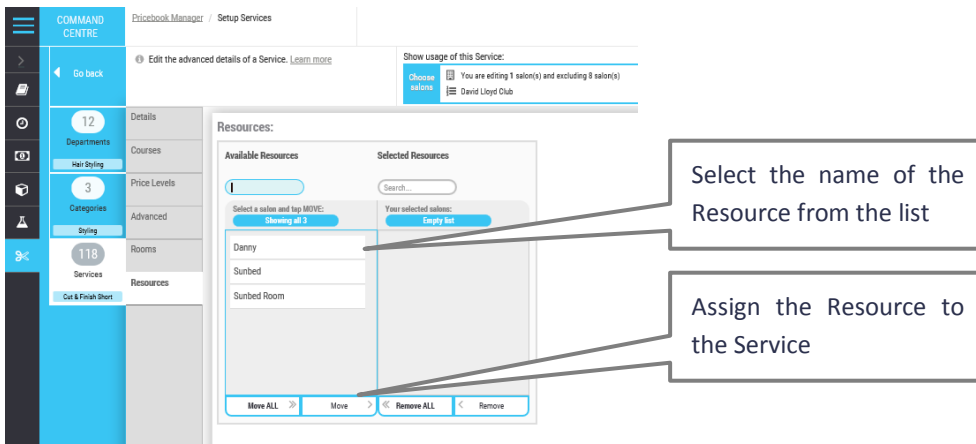 COMMAND
CENTRE
Pricebook Manager / Setup Services
Go back
Edit the advanced details of a Service. Learn more
Show usage of this Service:
Choose
salons
You are editing 1 salon(s) and excluding 8 salon(s)
David Lloyd Club
12
Departments
Hair Styling
3
Categories
Styling
118
Services
Cut & Finish Short
Details
Courses
Price Levels
Advanced
Rooms
Resources
Resources:
Available Resources
Selected Resources
Search...
Select a salon and tap MOVE:
Showing all 3
Your selected salons:
Empty list
Danny
Sunbed
Sunbed Room
Move ALL
Move
Remove ALL
Remove
Select the name of the
Resource from the list
Assign the Resource to
the Service